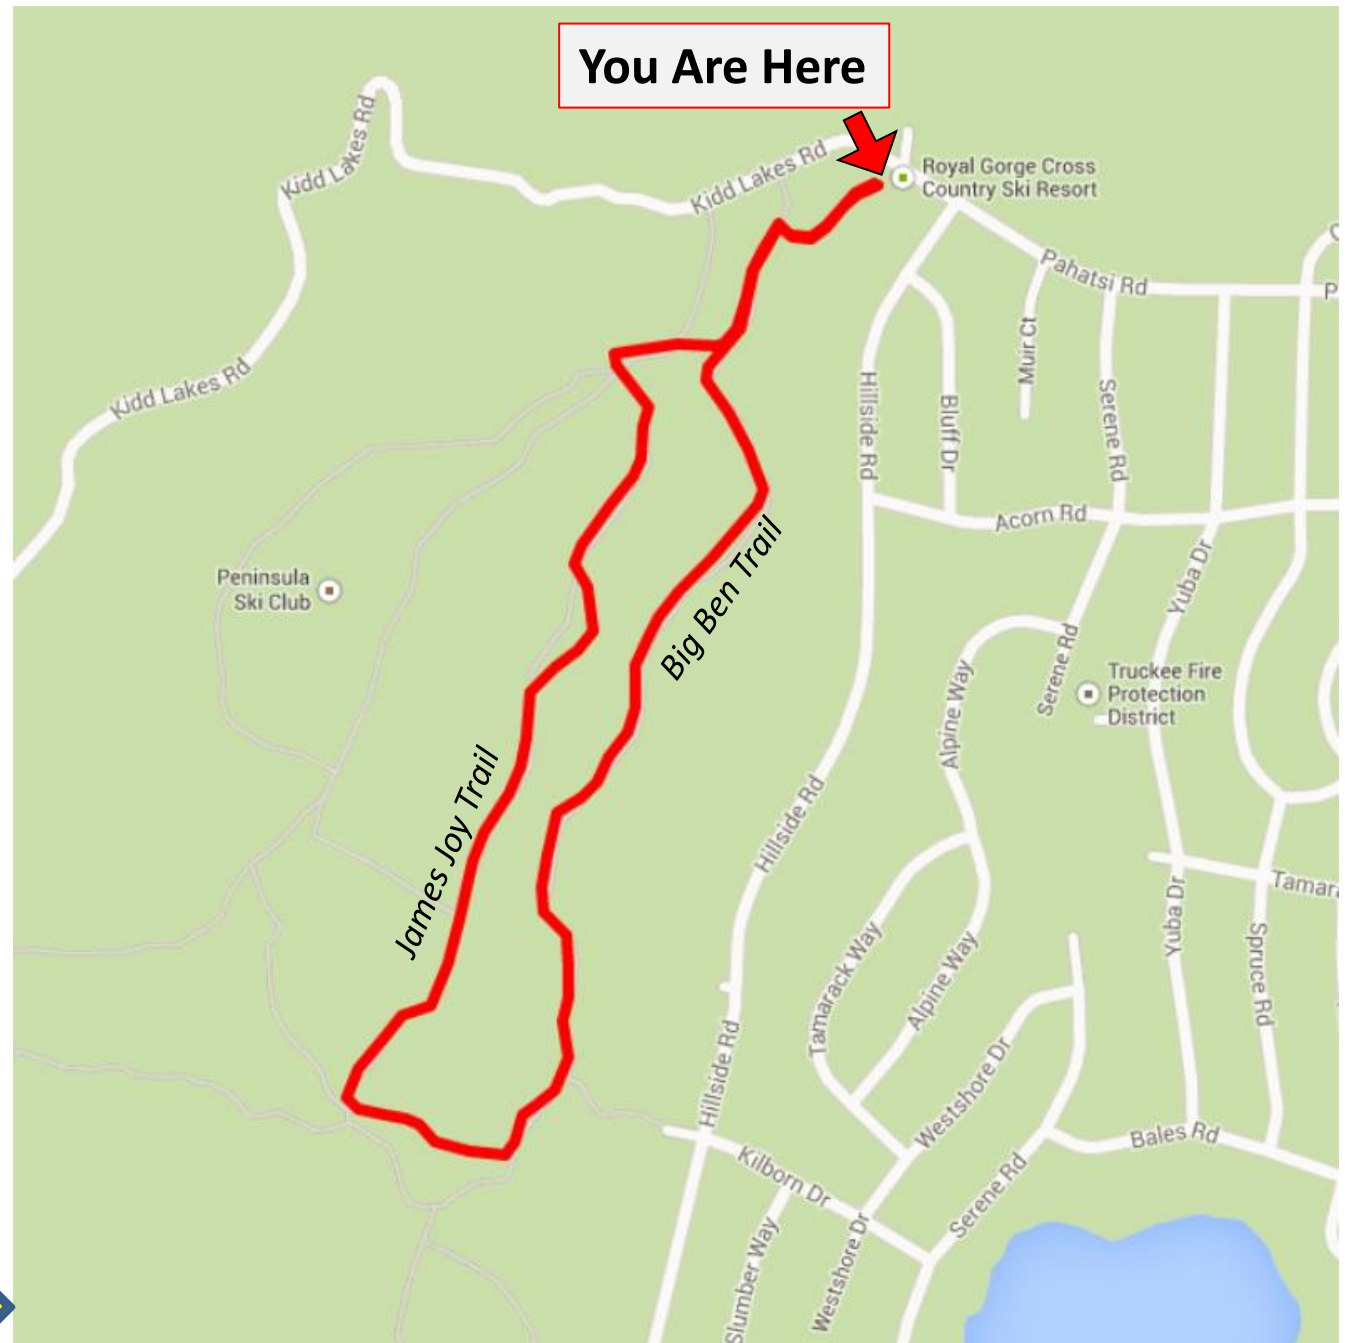 You Are Here
Kidd Lakes Rd
Kidd Lakes Rd
Royal Gorge Cross
Country Ski Resort
Pahatsi Rd
P
Muir Ct
Kidd Lakes Rd
Hillside Rd
Bluff Dr
Serene Rd
Acorn Rd
Big Ben Trail
Yuba Dr
Peninsula
Ski Club
Serene Rd
Alpine Way
Truckee Fire
Protection
District
James Joy Trail
Hillside Rd
Tamara
Yuba Dr
Spruce Rd
Tamarack Way
Alpine Way
Hillside Rd
Westshore Dr
Bales Rd
Kilborn Dr
Serene Rd
Slumber Way
Westshore Dr